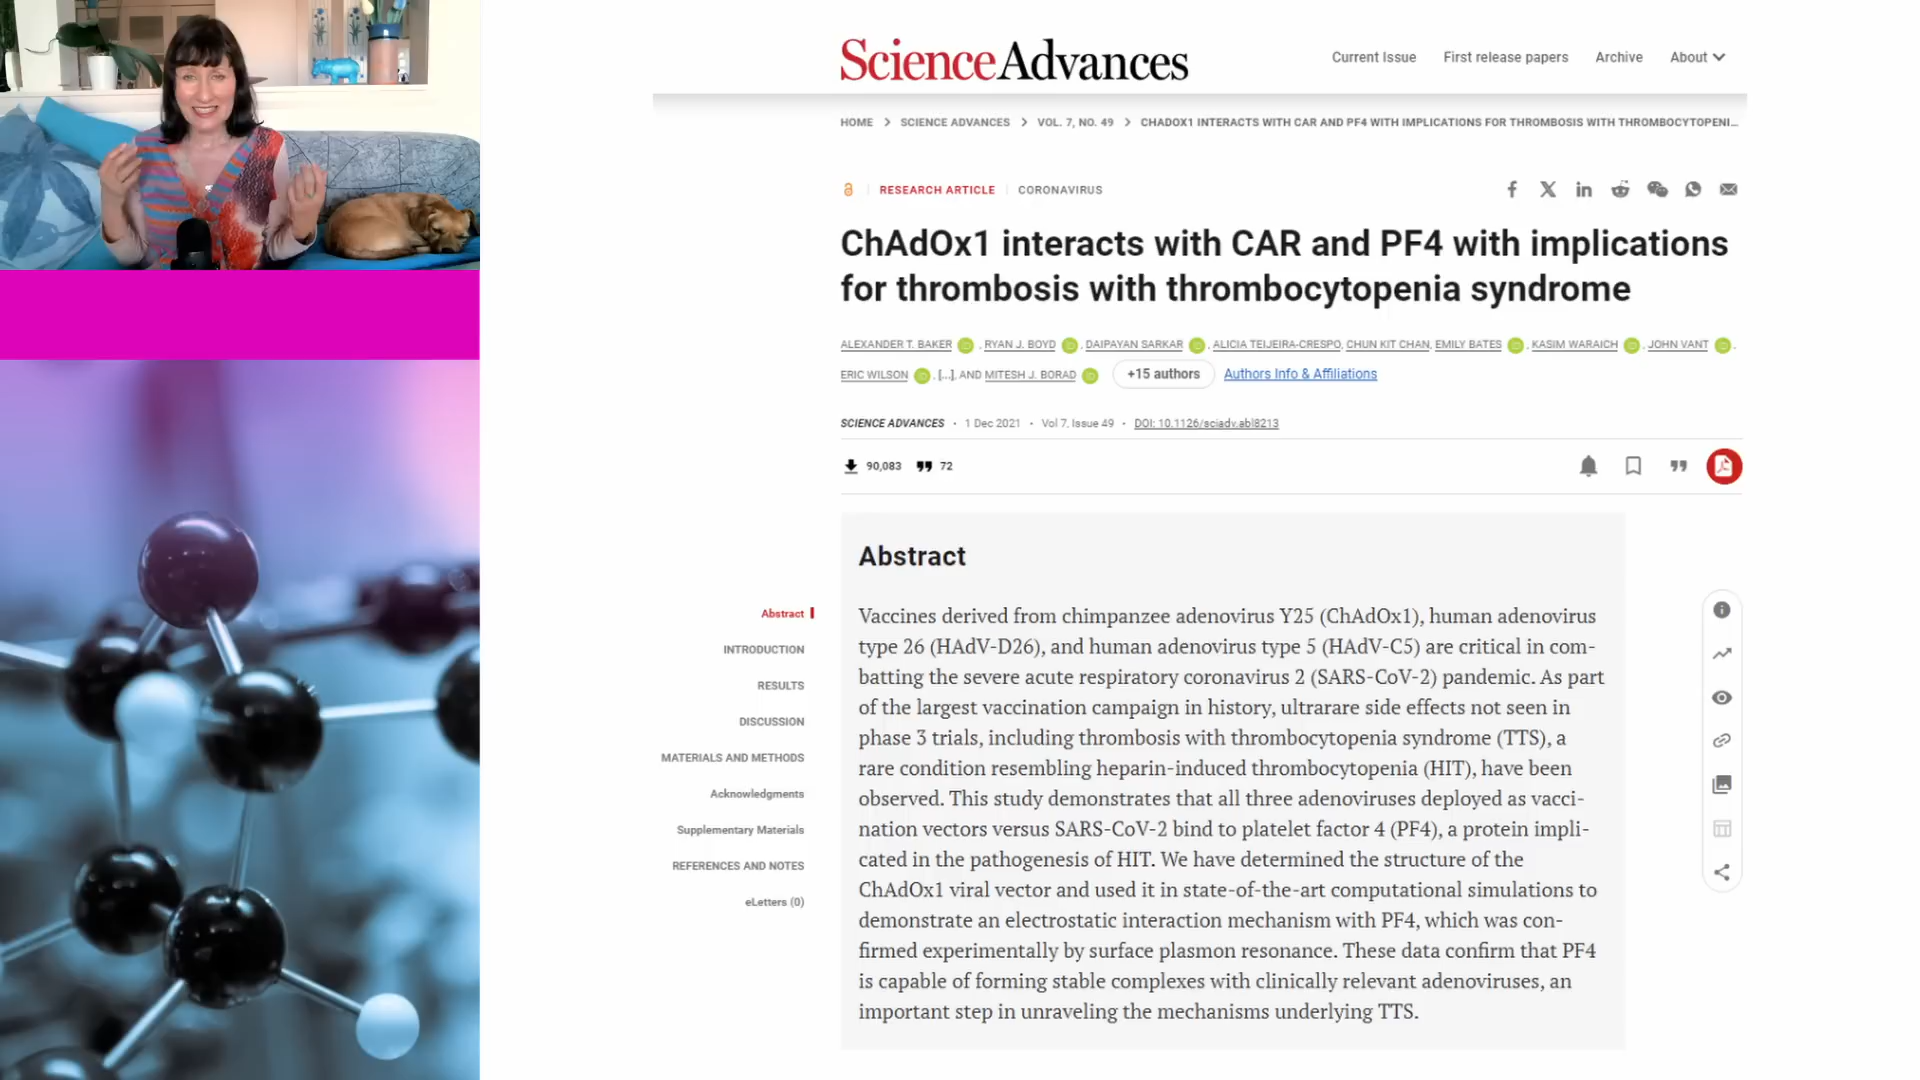 ScienceAdvances
Current Issue First release papers Archive About
HOME > SCIENCE ADVANCES > VOL. 7, NO. 49 > CHADOX1 INTERACTS WITH CAR AND PF4 WITH IMPLICATIONS FOR THROMBOSIS WITH THROMBOCYTOPENI...
RESEARCH ARTICLE CORONAVIRUS
ChAdOx1 interacts with CAR and PF4 with implications
for thrombosis with thrombocytopenia syndrome
ALEXANDER T. BAKER, RYAN J. BOYD, DAIPAYAN SARKAR, ALICIA TEIJEIRA-CRESPO, CHUN KIT CHAN, EMILY BATES, KASIM WARAICH, JOHN VANT,
ERIC WILSON, [...], AND MITESH J. BORAD +15 authors Authors Info & Affiliations
SCIENCE ADVANCES · 1 Dec 2021 · Vol 7, Issue 49 · DOI: 10.1126/sciadv.abl8213
90,083 72
Abstract
Vaccines derived from chimpanzee adenovirus Y25 (ChAdOx1), human adenovirus
type 26 (HAdV-D26), and human adenovirus type 5 (HAdV-C5) are critical in com-
batting the severe acute respiratory coronavirus 2 (SARS-CoV-2) pandemic. As part
of the largest vaccination campaign in history, ultrarare side effects not seen in
phase 3 trials, including thrombosis with thrombocytopenia syndrome (TTS), a
rare condition resembling heparin-induced thrombocytopenia (HIT), have been
observed. This study demonstrates that all three adenoviruses deployed as vacci-
nation vectors versus SARS-CoV-2 bind to platelet factor 4 (PF4), a protein impli-
cated in the pathogenesis of HIT. We have determined the structure of the
ChAdOx1 viral vector and used it in state-of-the-art computational simulations to
demonstrate an electrostatic interaction mechanism with PF4, which was con-
firmed experimentally by surface plasmon resonance. These data confirm that PF4
is capable of forming stable complexes with clinically relevant adenoviruses, an
important step in unraveling the mechanisms underlying TTS.
Abstract
INTRODUCTION
RESULTS
DISCUSSION
MATERIALS AND METHODS
Acknowledgments
Supplementary Materials
REFERENCES AND NOTES
eLetters (0)